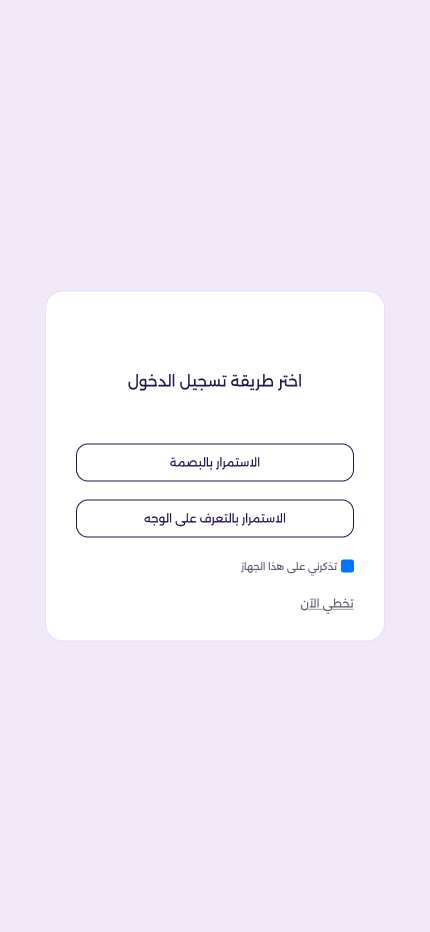 اختر طريقة تسجيل الدخول
الاستمرار بالبصمة
الاستمرار بالتعرف على الوجه
تذكرني على هذا الجهاز
تخطي الآن